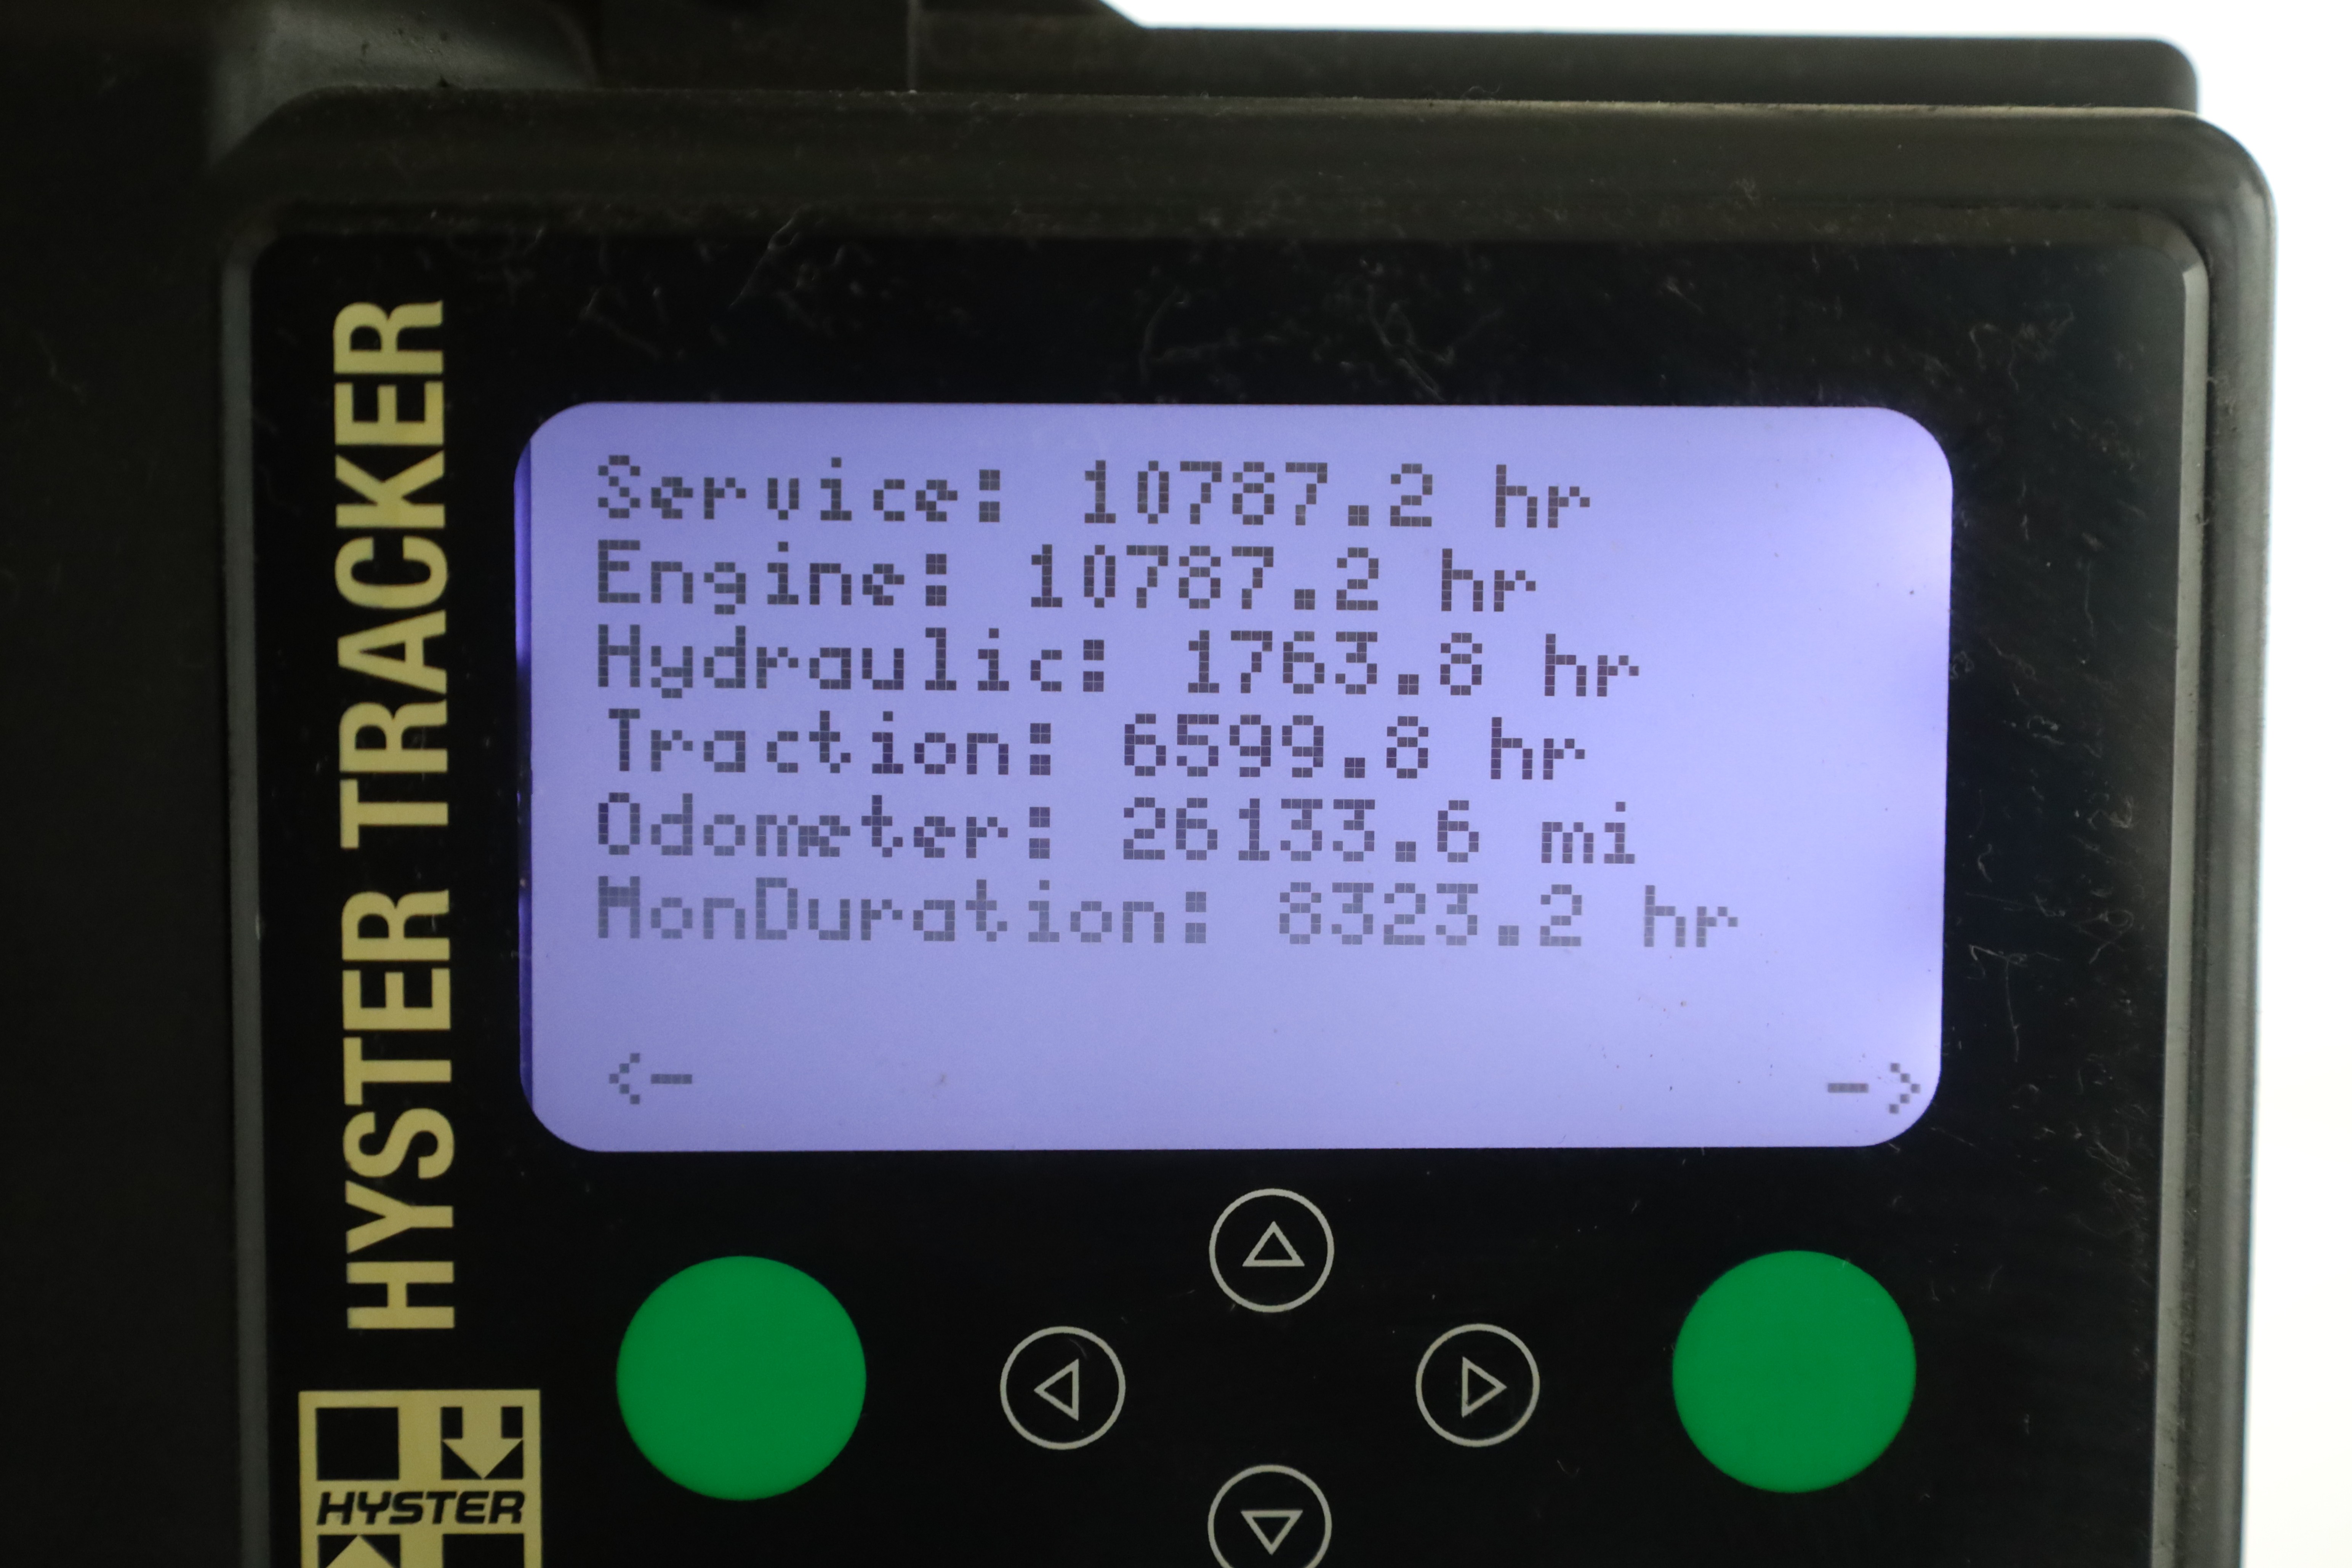 HYSTER TRACKER
Service: 10787.2 hr
Engine: 10787.2 hr
Hydraulic: 1763.8 hr
Traction: 6599.8 hr
Odometer: 26133.6 mi
MonDuration: 8323.2 hr
<- ->
HYSTER